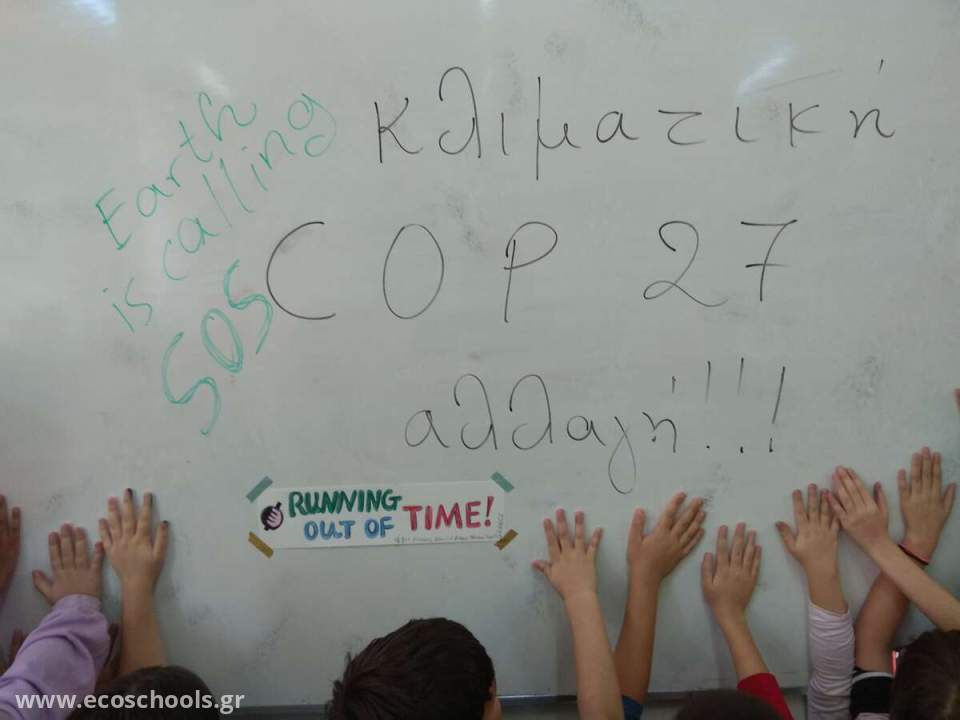 Earth
is calling
SOS
Κλιματική
COP 27
αλλαγή!!!
RUNNING
OUT OF TIME!
www.ecoschools.gr